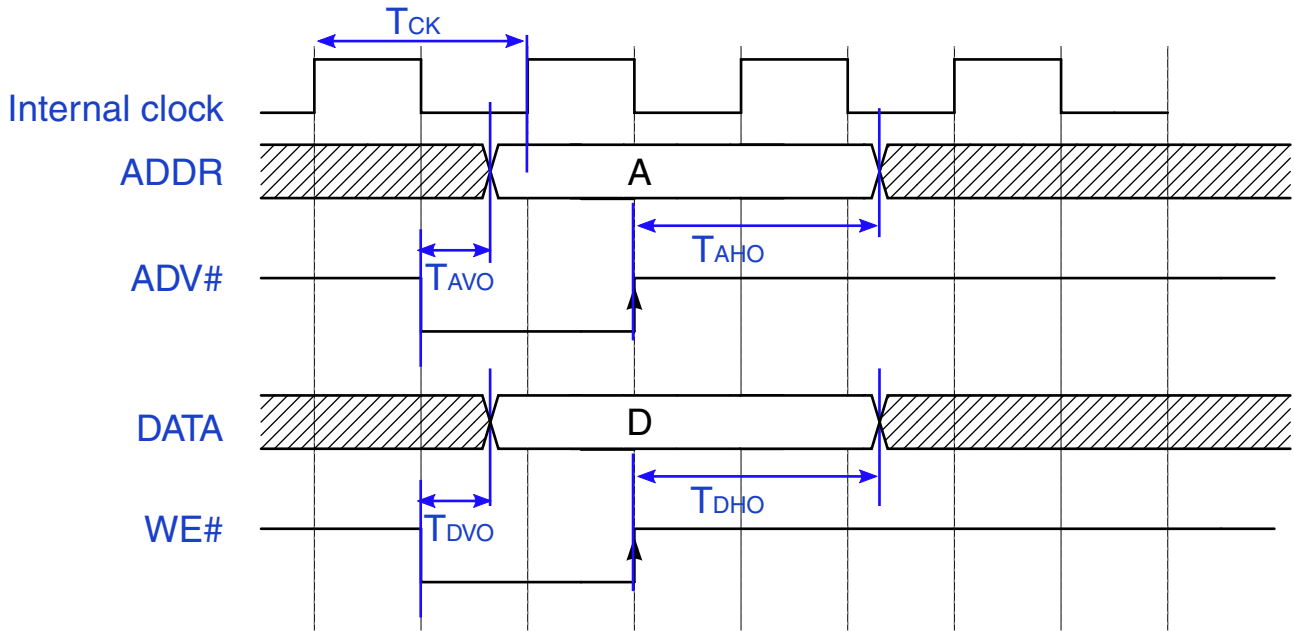 TCK
Internal clock
ADDR
A
TAHO
TAVO
ADV#
DATA
D
TDHO
TDVO
WE#